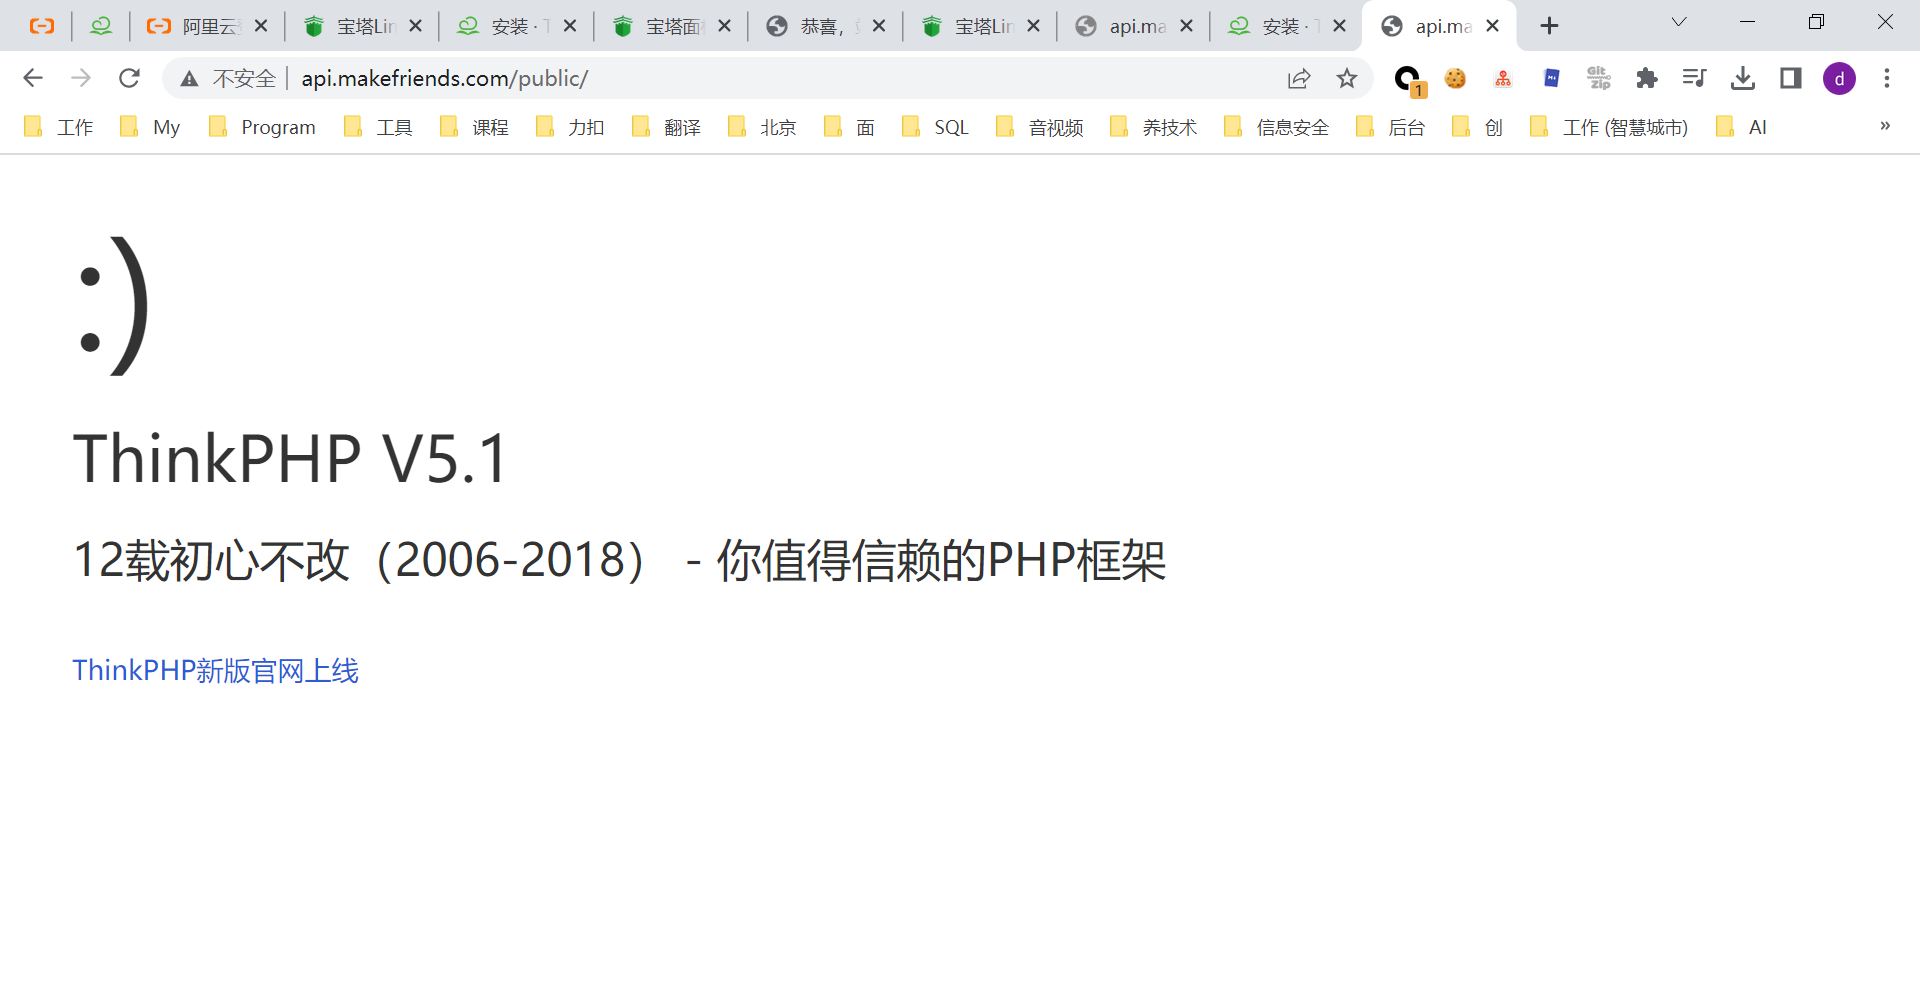 阿里云
宝塔Lin
安装 · T
宝塔面
恭喜，
宝塔Lin
api.ma
安装 · T
api.ma
不安全
api.makefriends.com/public/
1
Git
zip
d
工作 My Program 工具 课程 力扣 翻译 北京 面 SQL 音视频 养技术 信息安全 后台 创 工作 (智慧城市) AI »
:)
ThinkPHP V5.1
12载初心不改（2006-2018） - 你值得信赖的PHP框架
ThinkPHP新版官网上线